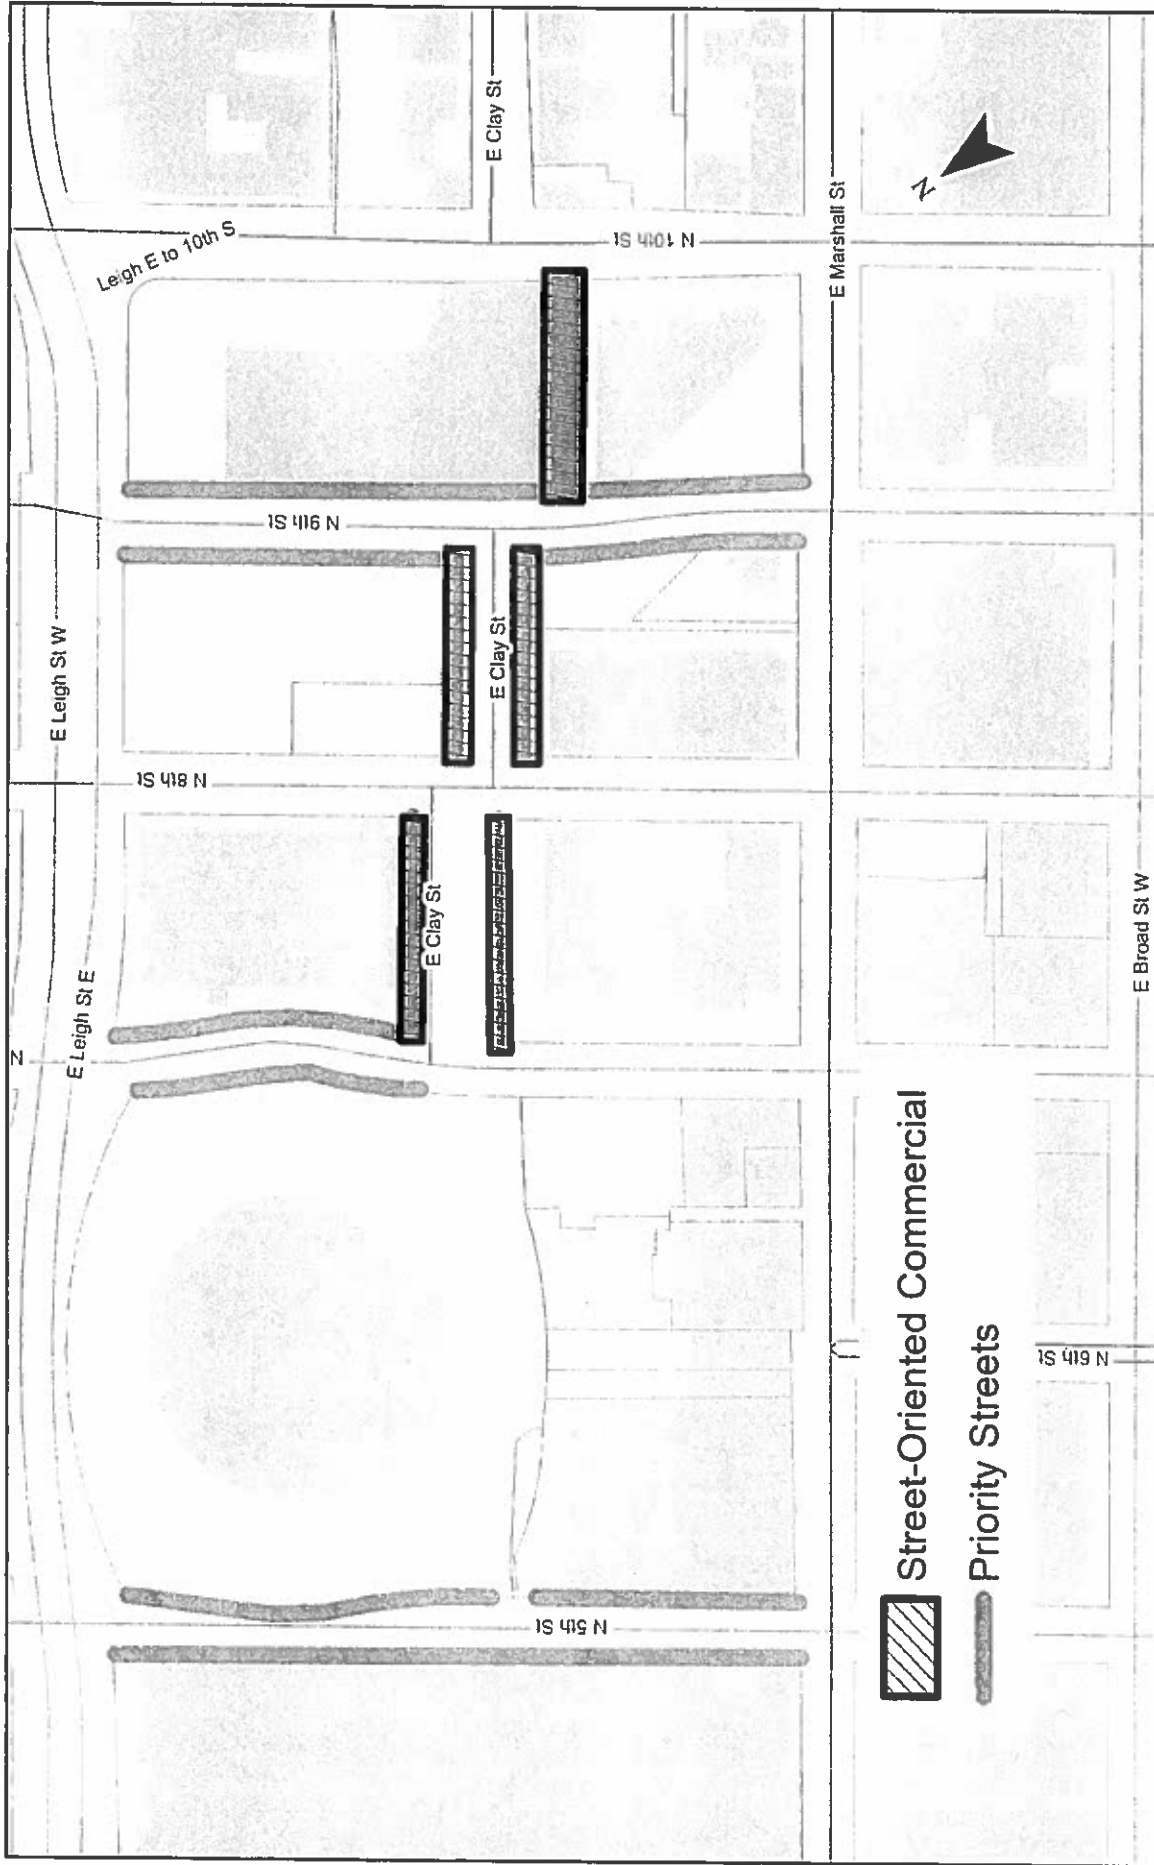 Leigh E to 10th S
E Clay St
N 10th St
E Marshall St
N
N 9th St
E Leigh St W
E Clay St
N 8th St
E Clay St
E Leigh St E
N
E Broad St W
N 6th St
N 5th St
Street-Oriented Commercial
Priority Streets